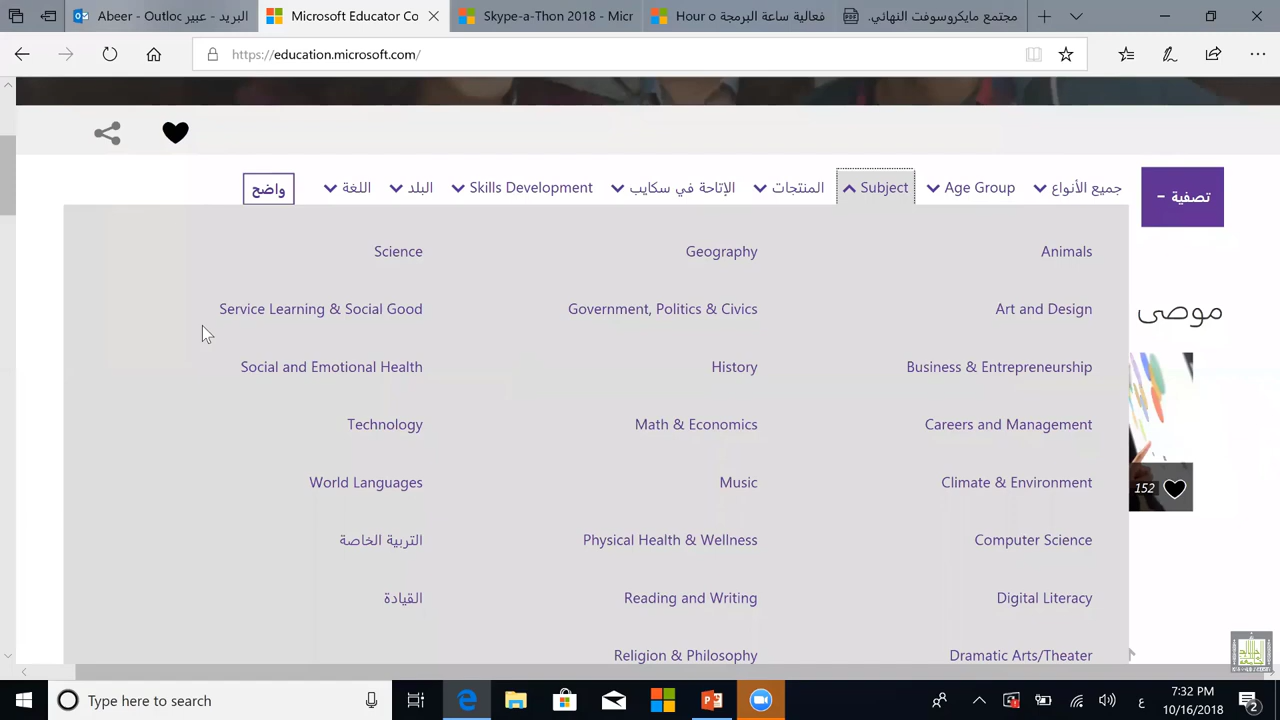 البريد - عبير - Abeer - Outloc
Microsoft Educator Co
Skype-a-Thon 2018 - Micr
Hour o فعالية ساعة البرمجة
مجتمع مايكروسوفت النهائي.
https://education.microsoft.com/
تصفية -
جميع الأنواع
Age Group
Subject
المنتجات
الإتاحة في سكايب
Skills Development
البلد
اللغة
واضح
موصى
Animals
Geography
Science
Art and Design
Government, Politics & Civics
Service Learning & Social Good
Business & Entrepreneurship
History
Social and Emotional Health
Careers and Management
Math & Economics
Technology
Climate & Environment
Music
World Languages
Computer Science
Physical Health & Wellness
التربية الخاصة
Digital Literacy
Reading and Writing
القيادة
Dramatic Arts/Theater
Religion & Philosophy
152
Type here to search
ع
7:32 PM
10/16/2018
2